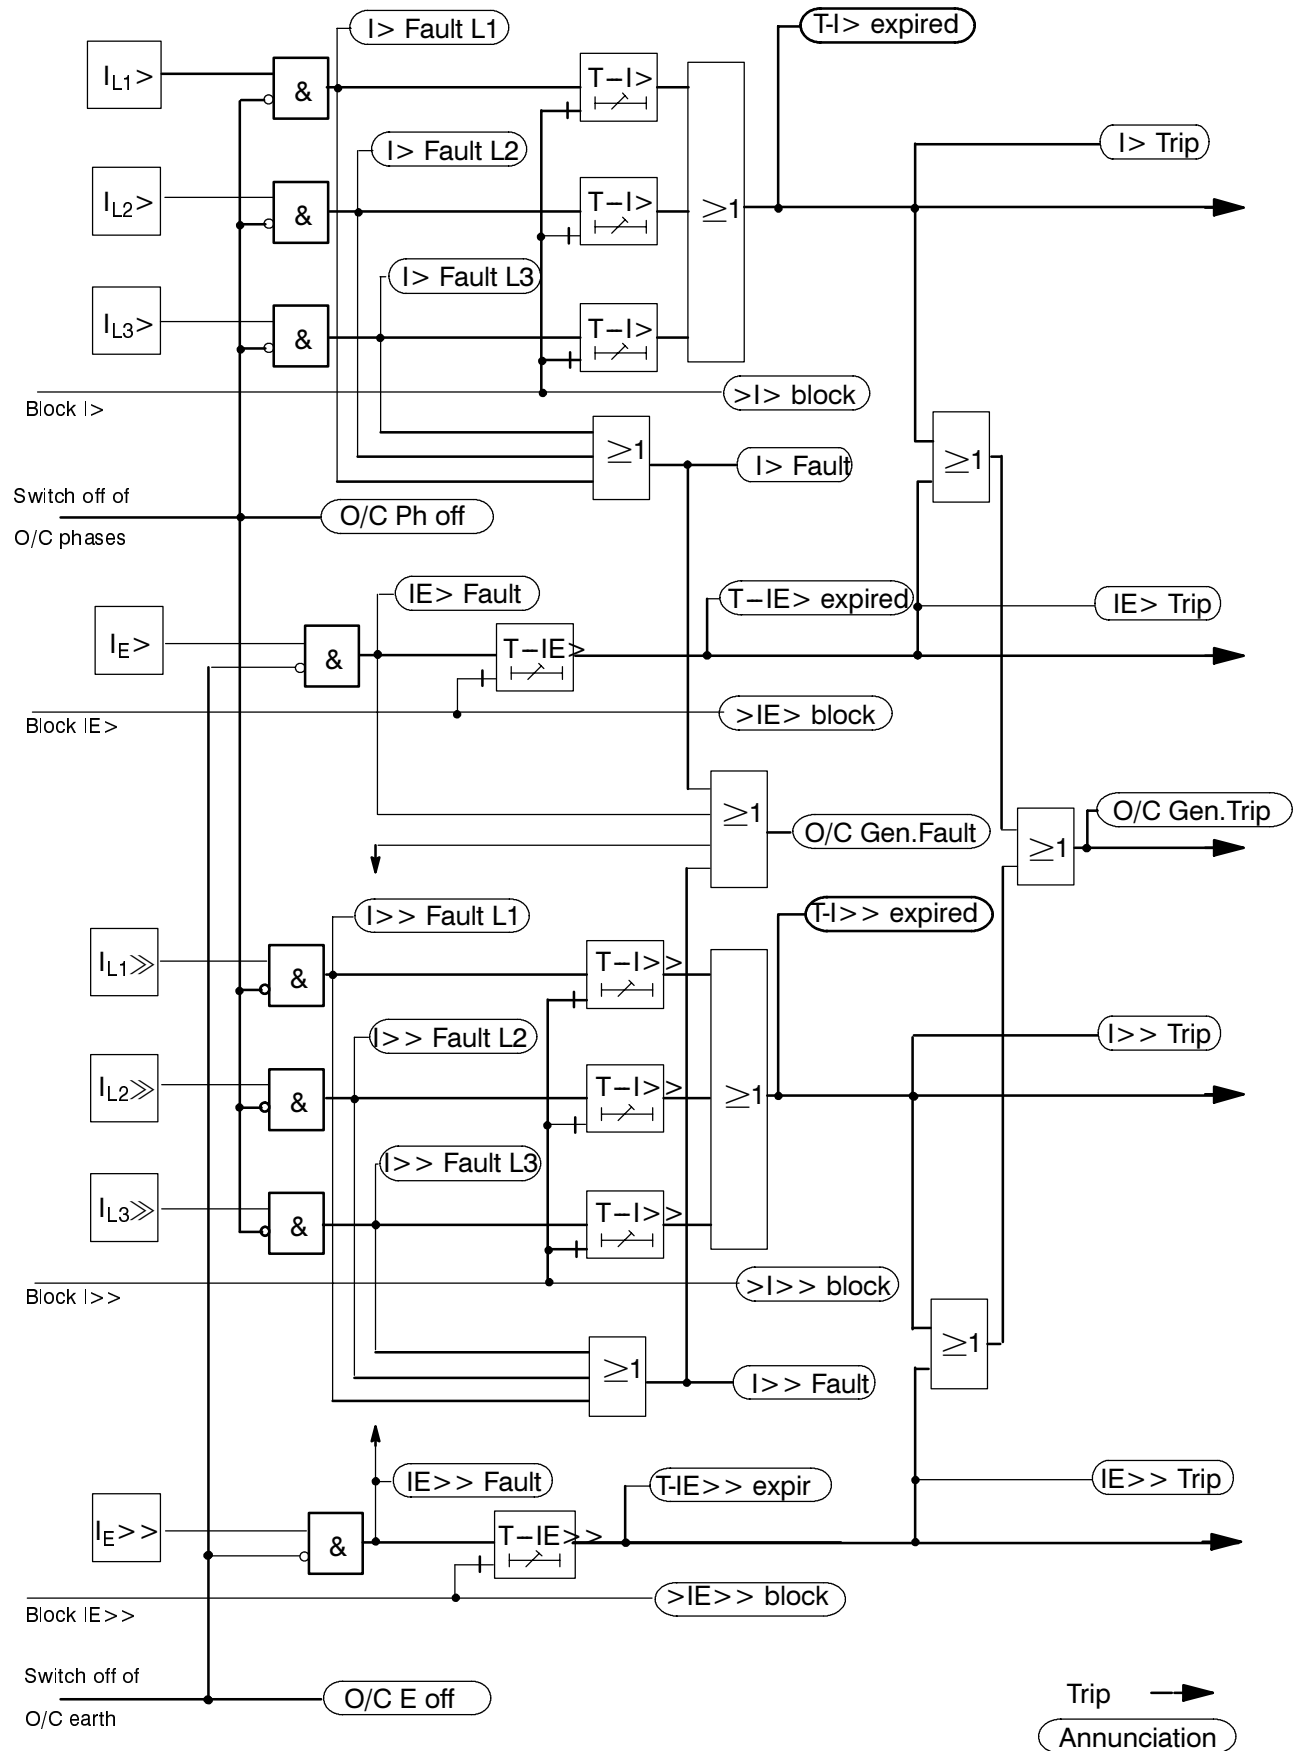 I> Fault L1
T-I> expired
IL1>
&
T−I>
I> Trip
I> Fault L2
IL2>
&
T−I>
≥1
I> Fault L3
IL3>
&
T−I>
Block I>
>I> block
≥1
I> Fault
≥1
Switch off of
O/C phases
O/C Ph off
IE> Fault
T−IE> expired
IE> Trip
IE>
&
T−IE>
Block IE>
>IE> block
≥1
O/C Gen.Fault
O/C Gen.Trip
≥1
I>> Fault L1
T-I>> expired
IL1>>
&
T−I>>
I>> Trip
I>> Fault L2
IL2>>
&
T−I>>
≥1
I>> Fault L3
IL3>>
&
T−I>>
Block I>>
>I>> block
≥1
≥1
I>> Fault
IE>> Fault
T-IE>> expir
IE>> Trip
IE>>
&
T−IE>>
Block IE>>
>IE>> block
Switch off of
O/C earth
O/C E off
Trip
Annunciation